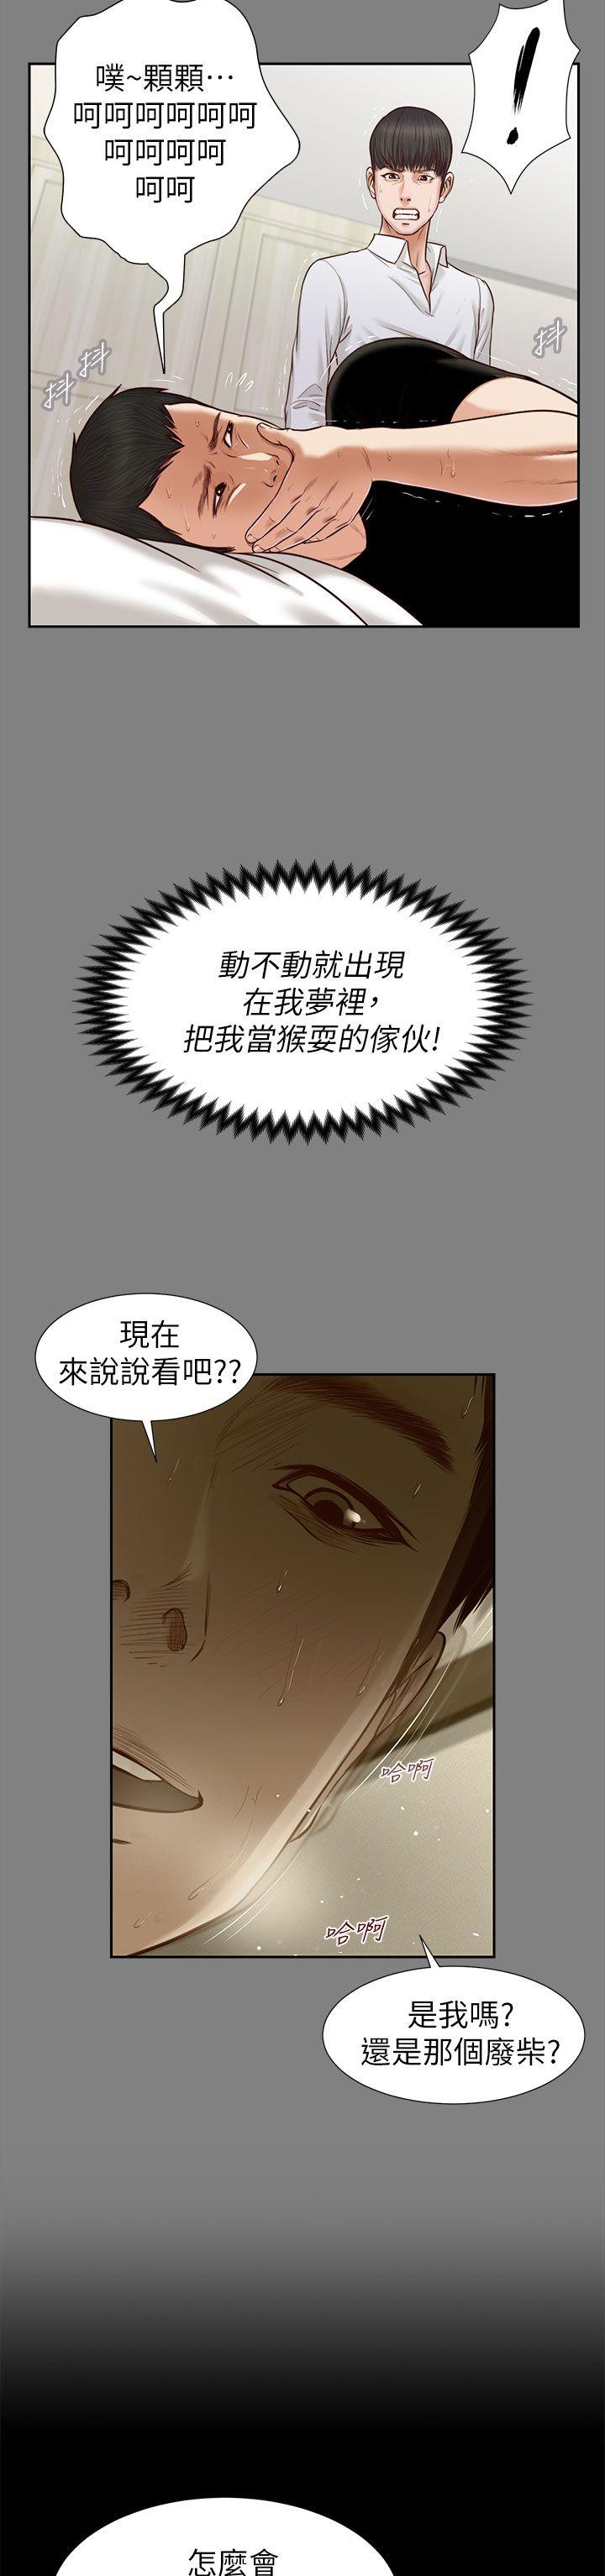 !
噗~顆顆…
呵呵呵呵呵呵
呵呵呵呵
呵呵
抖
抖
抖
動不動就出現
在我夢裡，
把我當猴耍的傢伙!
現在
來說說看吧??
哈啊
哈啊
是我嗎?
還是那個廢柴?
怎麼會